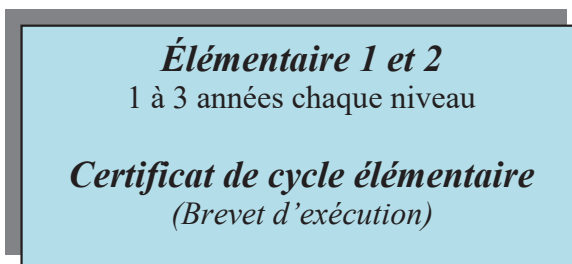 Élémentaire 1 et 2
1 à 3 années chaque niveau
Certificat de cycle élémentaire
(Brevet d’exécution)